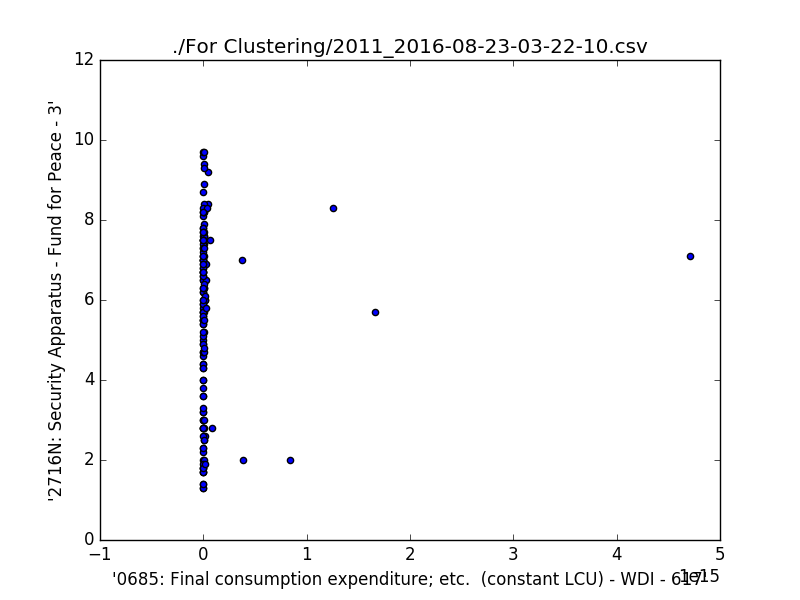 ./For Clustering/2011_2016-08-23-03-22-10.csv
12
10
8
6
4
2
0
'2716N: Security Apparatus - Fund for Peace - 3'
−1 0 1 2 3 4 5
1e15
'0685: Final consumption expenditure; etc.  (constant LCU) - WDI - 617'